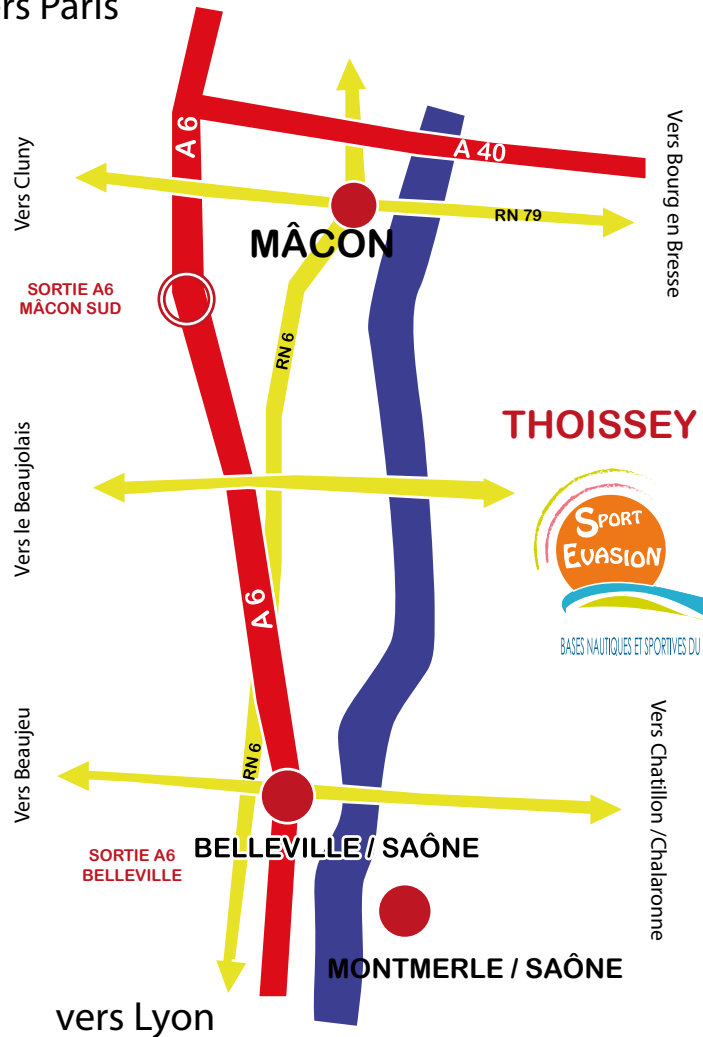 ers Paris
A 6
A 40
Vers Cluny
Vers Bourg en Bresse
RN 79
MÂCON
SORTIE A6
MÂCON SUD
RN 6
THOISSEY
Vers le Beaujolais
SPORT
EVASION
A 6
BASES NAUTIQUES ET SPORTIVES DU
Vers Beaujeu
RN 6
Vers Chatillon /Chalaronne
BELLEVILLE / SAÔNE
SORTIE A6
BELLEVILLE
MONTMERLE / SAÔNE
vers Lyon